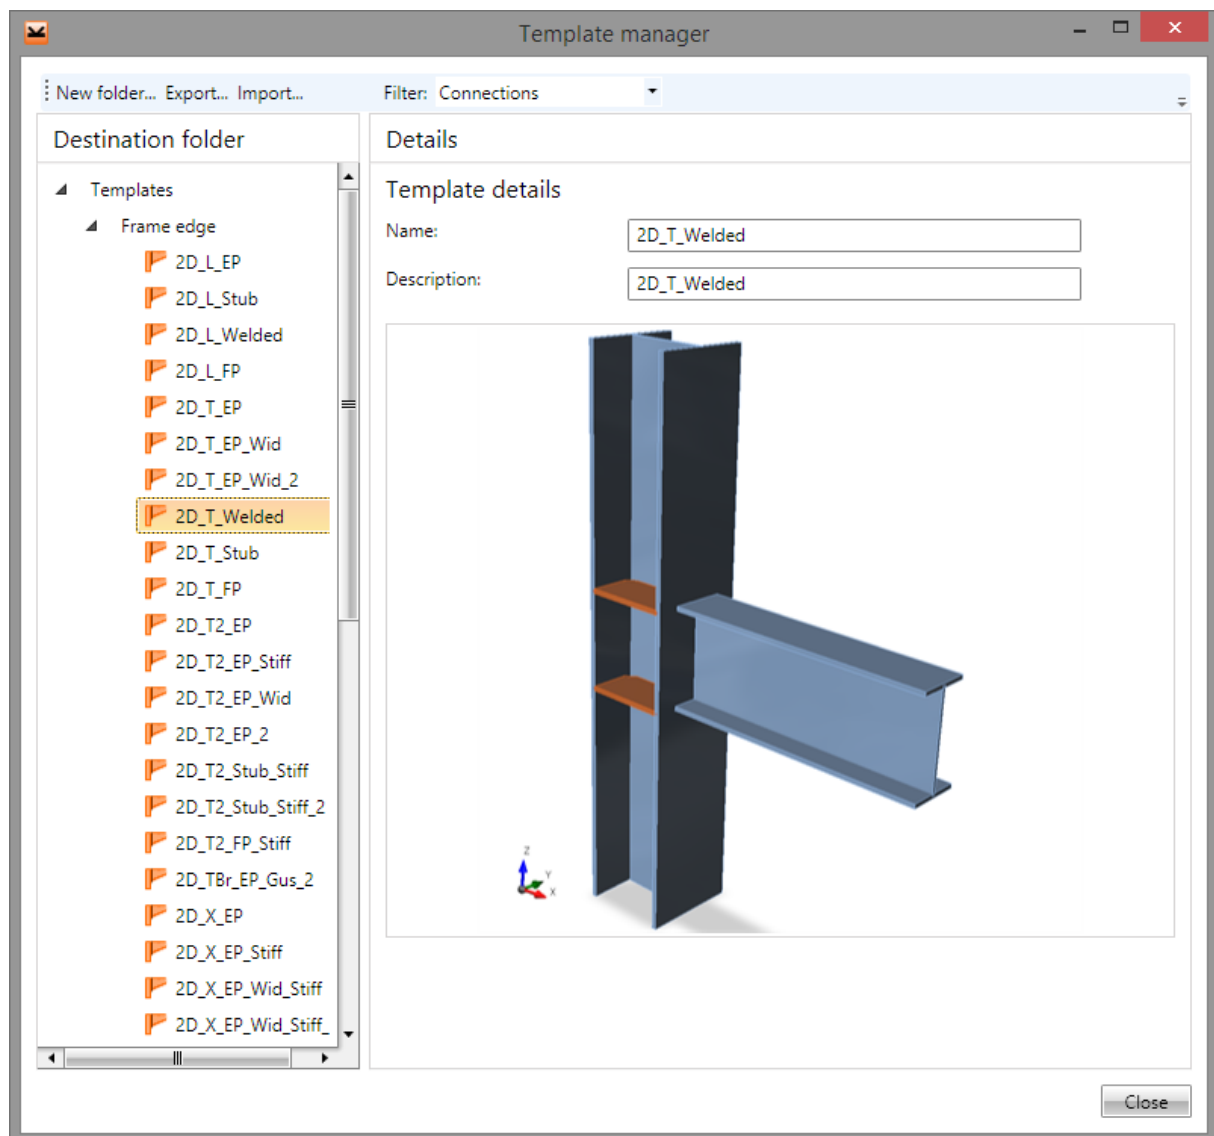 Template manager
New folder... Export... Import... Filter: Connections
Destination folder
Templates
Frame edge
2D_L_EP
2D_L_Stub
2D_L_Welded
2D_L_FP
2D_T_EP
2D_T_EP_Wid
2D_T_EP_Wid_2
2D_T_Welded
2D_T_Stub
2D_T_FP
2D_T2_EP
2D_T2_EP_Stiff
2D_T2_EP_Wid
2D_T2_EP_2
2D_T2_Stub_Stiff
2D_T2_Stub_Stiff_2
2D_T2_FP_Stiff
2D_TBr_EP_Gus_2
2D_X_EP
2D_X_EP_Stiff
2D_X_EP_Wid_Stiff
2D_X_EP_Wid_Stiff_
Details
Template details
Name: 2D_T_Welded
Description: 2D_T_Welded
Z
Y
X
Close